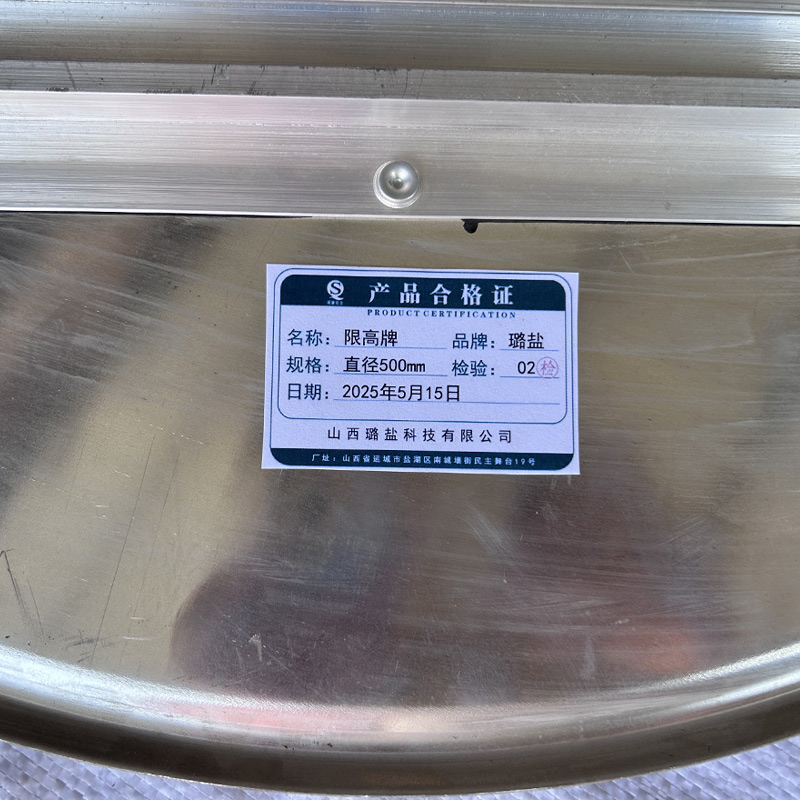 产品合格证
PRODUCT CERTIFICATION
名称：限高牌 品牌：璐盐
规格：直径500mm 检验：02 检
日期：2025年5月15日
山西璐盐科技有限公司
厂址：山西省运城市盐湖区南城墙街民主舞台19号